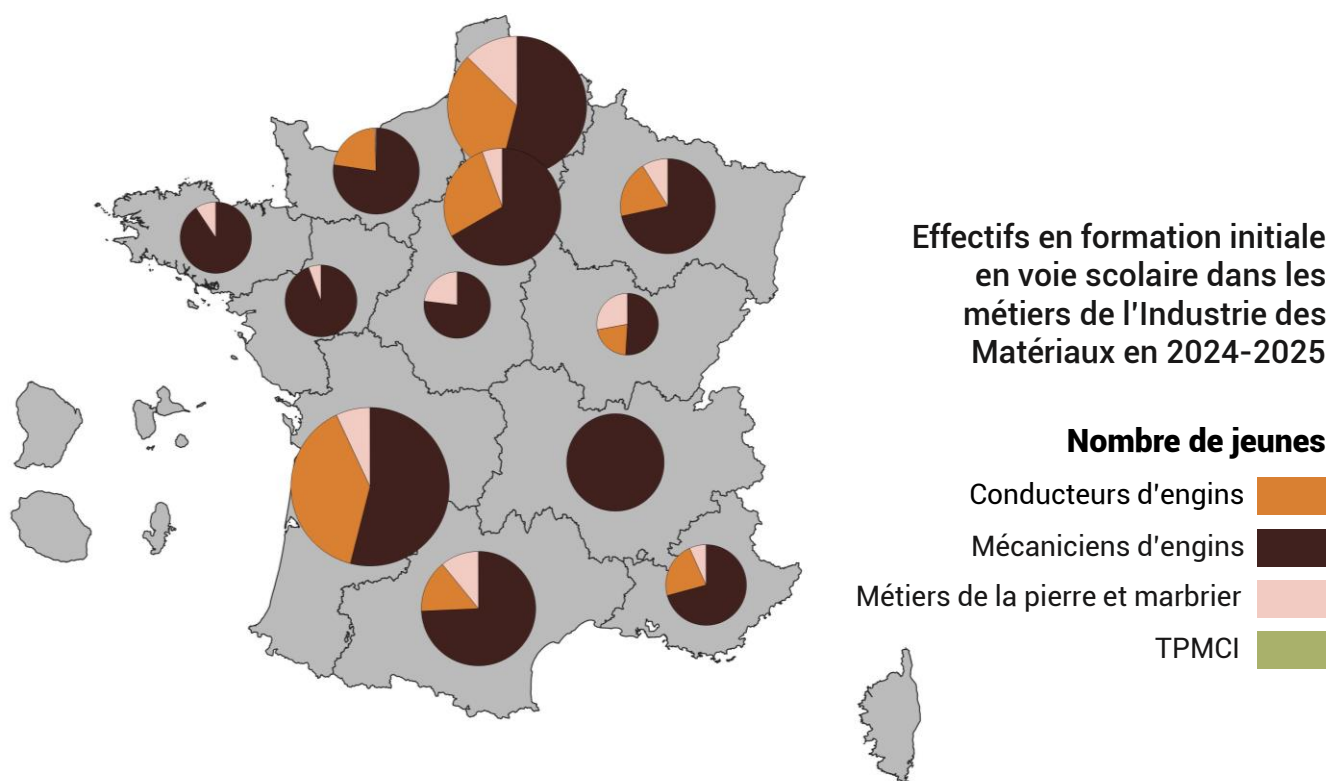 Effectifs en formation initiale
en voie scolaire dans les
métiers de l'Industrie des
Matériaux en 2024-2025
Nombre de jeunes
Conducteurs d'engins
Mécaniciens d'engins
Métiers de la pierre et marbrier
TPMCI